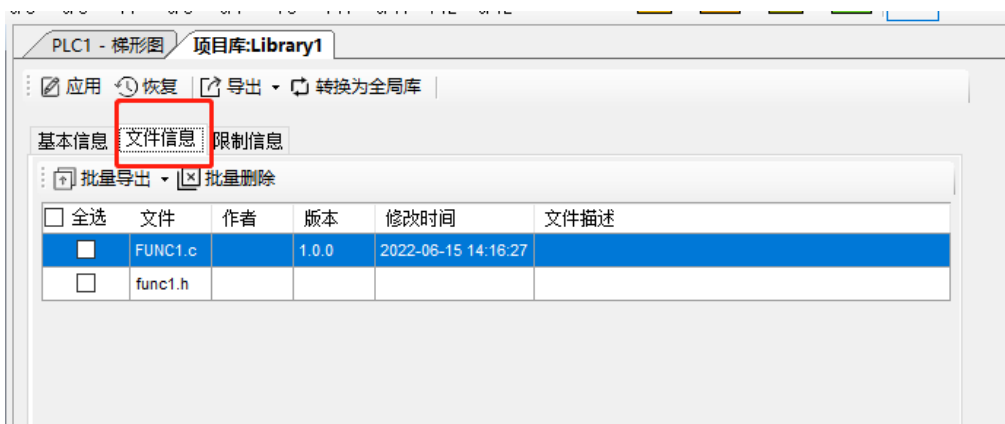 PLC1 - 梯形图 项目库:Library1
应用 恢复 导出 转换为全局库
基本信息 文件信息 限制信息
批量导出 批量删除
全选 文件 作者 版本 修改时间 文件描述
FUNC1.c 1.0.0 2022-06-15 14:16:27
func1.h